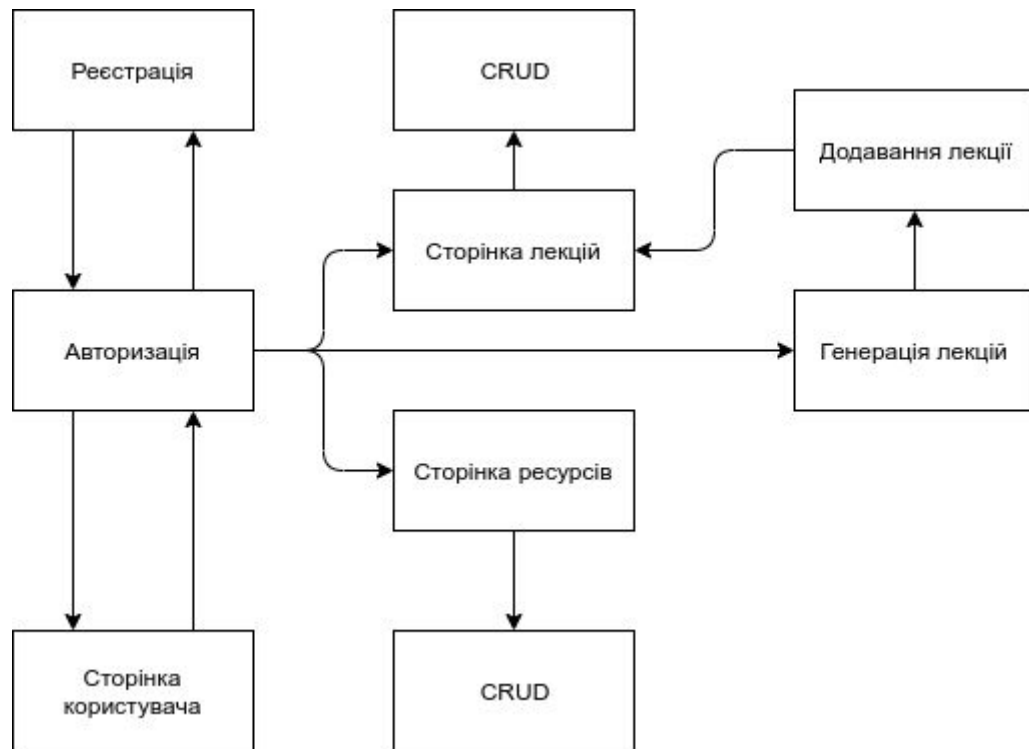 Реєстрація
CRUD
Додавання лекції
Сторінка лекцій
Авторизація
Генерація лекцій
Сторінка ресурсів
Сторінка
користувача
CRUD